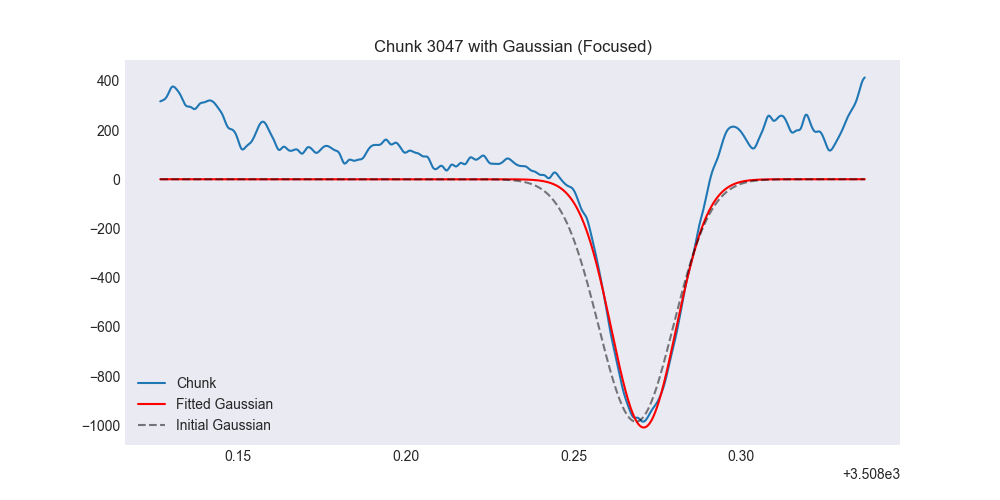 Chunk 3047 with Gaussian (Focused)
400
200
0
−200
−400
−600
−800
−1000
Chunk
Fitted Gaussian
Initial Gaussian
0.15 0.20 0.25 0.30
+3.508e3